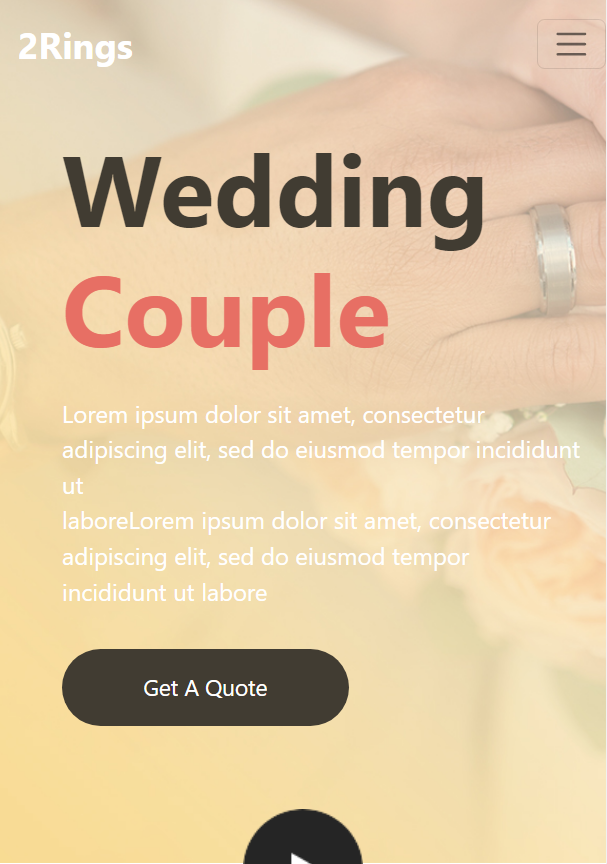 2Rings
Wedding
Couple
Lorem ipsum dolor sit amet, consectetur
adipiscing elit, sed do eiusmod tempor incididunt
ut
laboreLorem ipsum dolor sit amet, consectetur
adipiscing elit, sed do eiusmod tempor
incididunt ut labore
Get A Quote